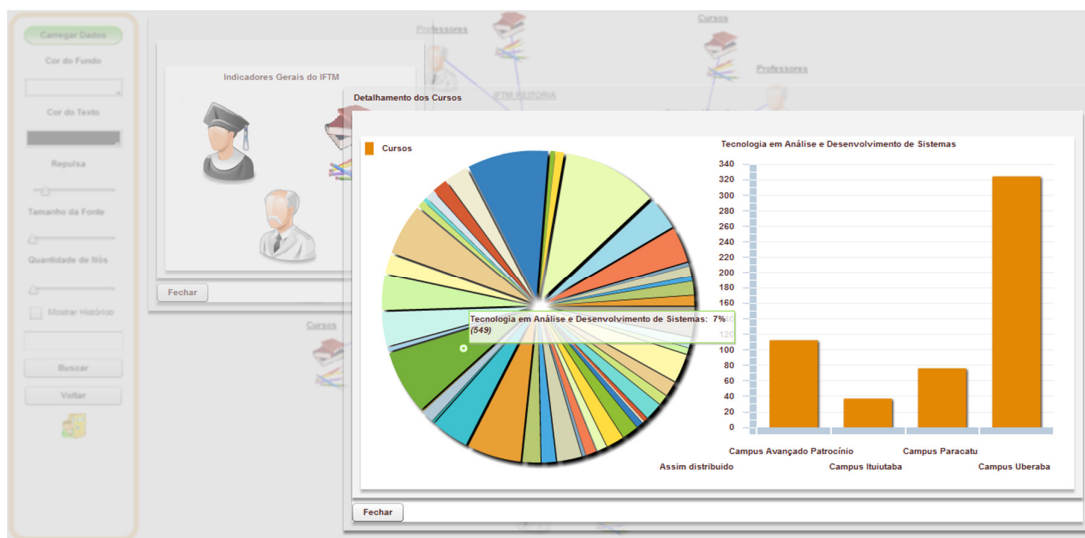 Carregar Dados
Cor do Fundo
Cor do Texto
Repulsa
Tamanho da Fonte
Quantidade de Nós
Mostrar Histórico
Buscar
Voltar
Professores
Cursos
Professores
IFTM REITORIA
Cursos
Indicadores Gerais do IFTM
Fechar
Detalhamento dos Cursos
Cursos
Tecnologia em Análise e Desenvolvimento de Sistemas: 7%
(549)
Tecnologia em Análise e Desenvolvimento de Sistemas
340
320
300
280
260
240
220
200
180
160
120
100
80
60
40
20
0
Campus Avançado Patrocínio
Campus Paracatu
Assim distribuido
Campus Ituiutaba
Campus Uberaba
Fechar